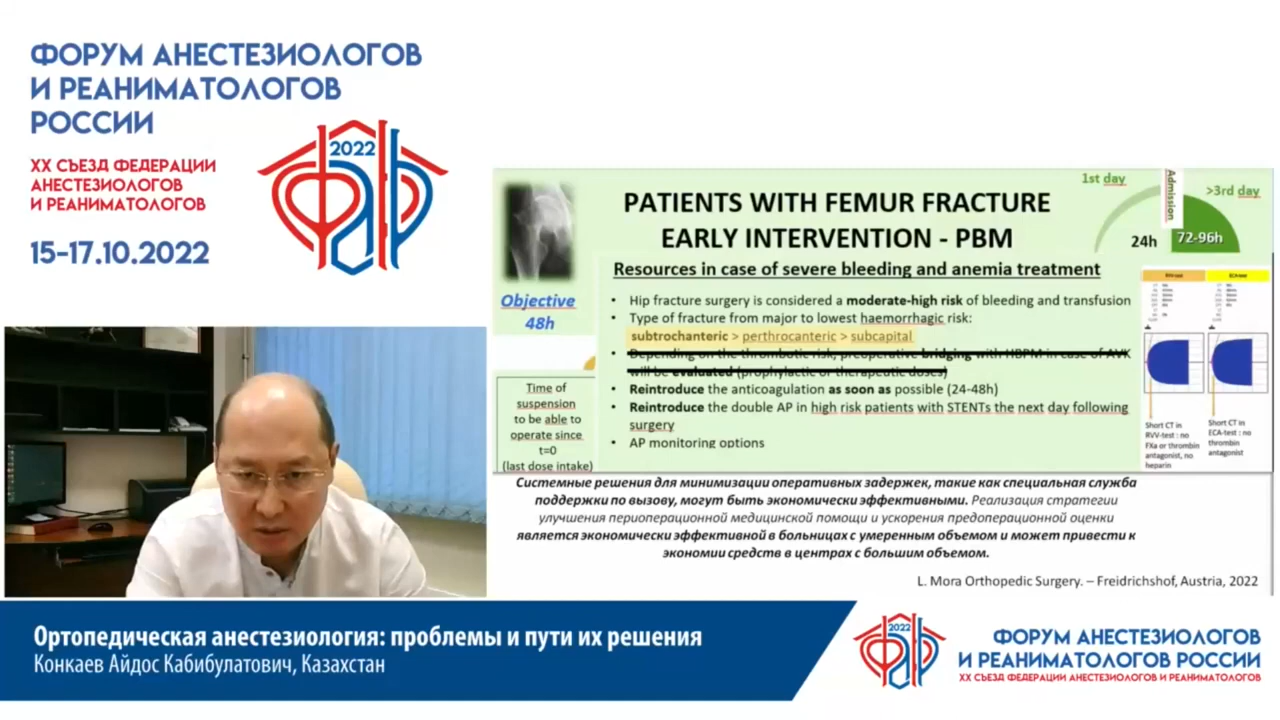 ФОРУМ АНЕСТЕЗИОЛОГОВ
И РЕАНИМАТОЛОГОВ
РОССИИ
XX СЪЕЗД ФЕДЕРАЦИИ
АНЕСТЕЗИОЛОГОВ
И РЕАНИМАТОЛОГОВ
15-17.10.2022
2022
PATIENTS WITH FEMUR FRACTURE
EARLY INTERVENTION - PBM
1st day
Admission
>3rd day
24h
72-96h
Objective
48h
Resources in case of severe bleeding and anemia treatment
• Hip fracture surgery is considered a moderate-high risk of bleeding and transfusion
• Type of fracture from major to lowest haemorrhagic risk:
subtrochanteric > perthrocanteric > subcapital
• Depending on the thrombotic risk, preoperative bridging with HBPM in case of AVK
will be evaluated (prophylactic or therapeutic doses)
• Reintroduce the anticoagulation as soon as possible (24-48h)
• Reintroduce the double AP in high risk patients with STENTS the next day following
surgery
• AP monitoring options
Time of
suspension
to be able to
operate since
t=0
(last dose intake)
Short CT in
RVV-test : no
FXa or thrombin
antagonist, no
heparin
Short CT in
ECA-test : no
thrombin
antagonist
Системные решения для минимизации оперативных задержек, такие как специальная служба
поддержки по вызову, могут быть экономически эффективными. Реализация стратегии
улучшения периоперационной медицинской помощи и ускорения предоперационной оценки
является экономически эффективной в больницах с умеренным объемом и может привести к
экономии средств в центрах с большим объемом.
L. Mora Orthopedic Surgery. – Freidrichshof, Austria, 2022
Ортопедическая анестезиология: проблемы и пути их решения
Конкаев Айдос Кабибулатович, Казахстан
2022
ФОРУМ АНЕСТЕЗИОЛОГОВ
И РЕАНИМАТОЛОГОВ РОССИИ
XX СЪЕЗД ФЕДЕРАЦИИ АНЕСТЕЗИОЛОГОВ И РЕАНИМАТОЛОГОВ